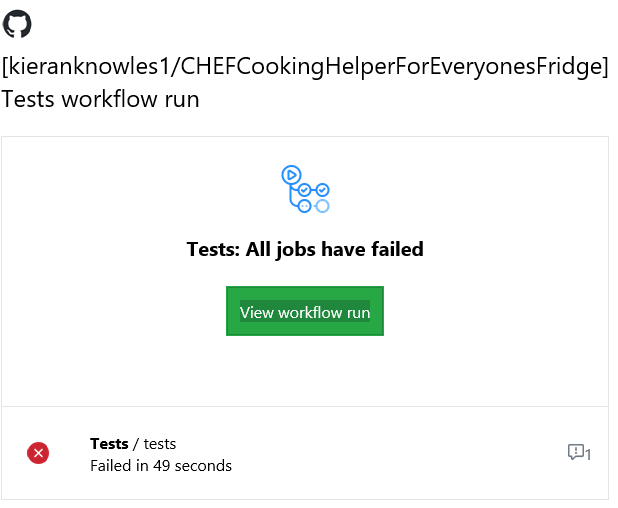 [kieranknowles1/CHEFCookingHelperForEveryonesFridge]
Tests workflow run
Tests: All jobs have failed
View workflow run
Tests / tests
Failed in 49 seconds
1